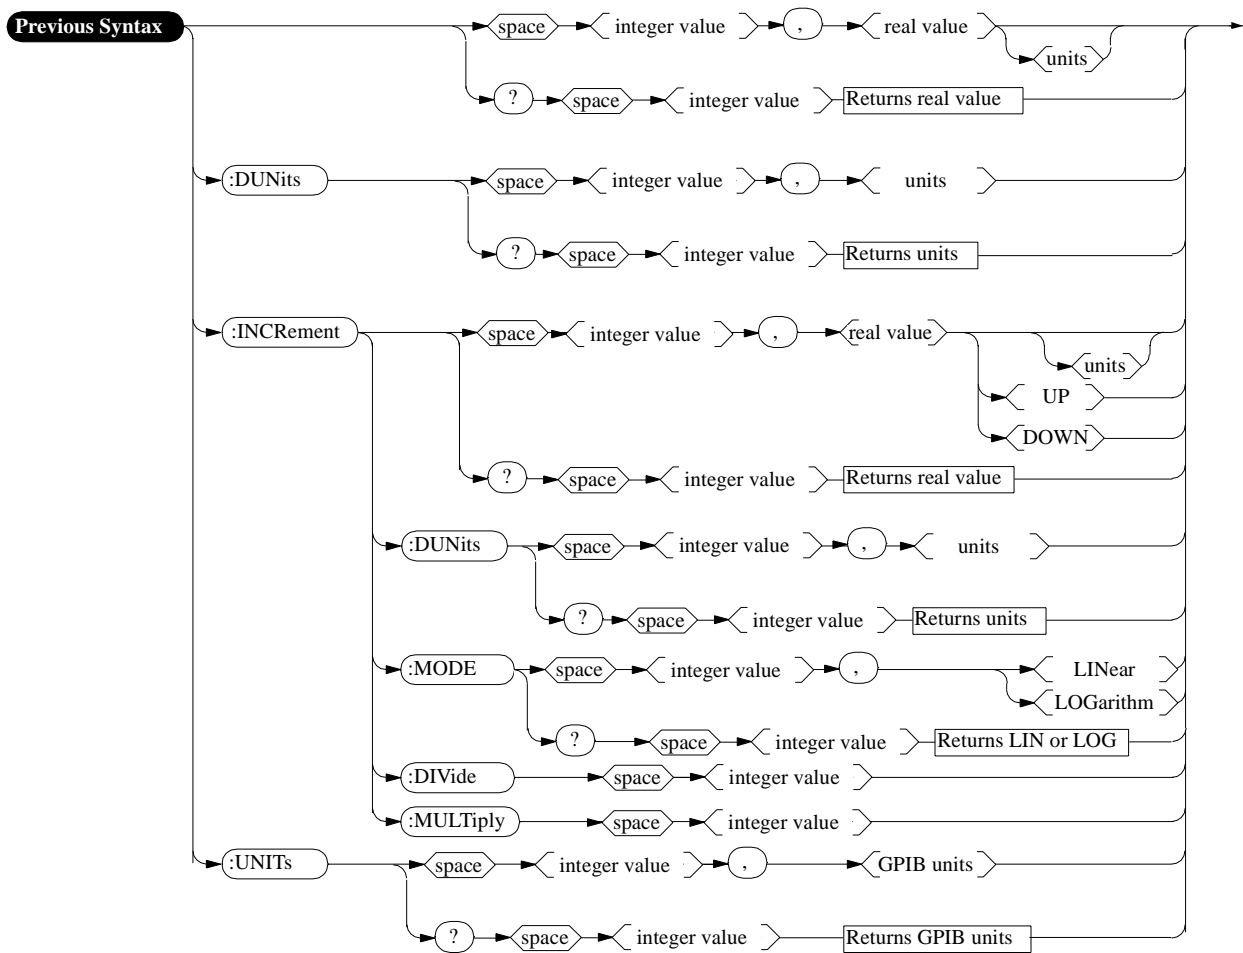 Previous Syntax space integer value , real value
units
? space integer value Returns real value
:DUNits space integer value , units
? space integer value Returns units
:INCRement space integer value , real value
units
UP
DOWN
? space integer value Returns real value
:DUNits space integer value , units
? space integer value Returns units
:MODE space integer value , LINear
LOGarithm
? space integer value Returns LIN or LOG
:DIVide space integer value
:MULTiply space integer value
:UNITs space integer value , GPIB units
? space integer value Returns GPIB units